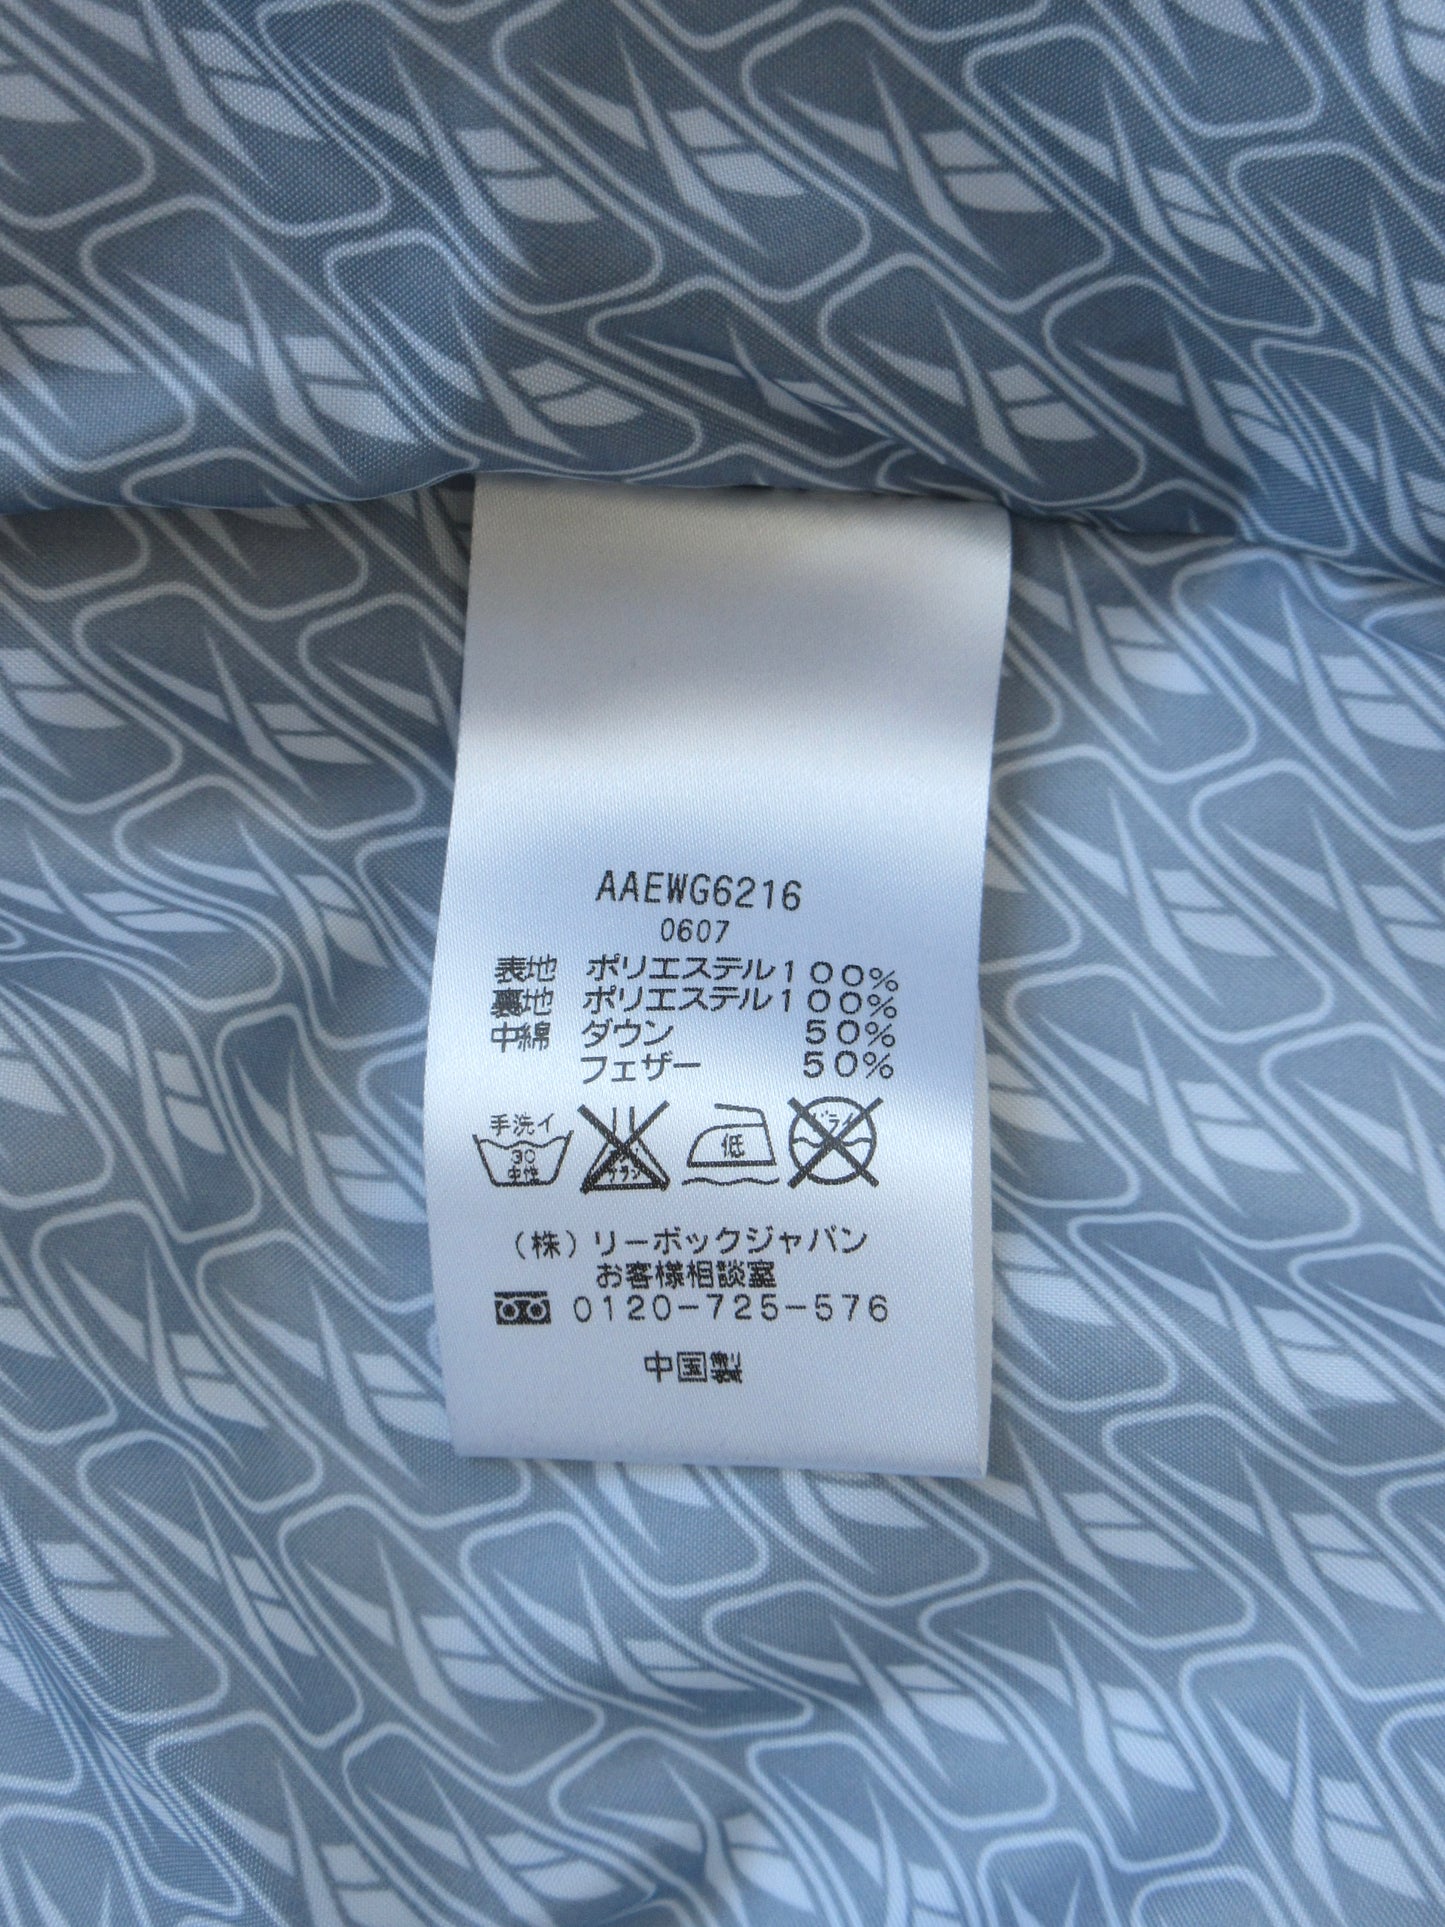 AAEWG6216
0607
表地 ポリエステル100%
裏地 ポリエステル100%
中綿 ダウン 50%
フェザー 50%
手洗イ
30
中性
低
ドライ
(株)リーボックジャパン
お客様相談室
0120-725-576
中国製